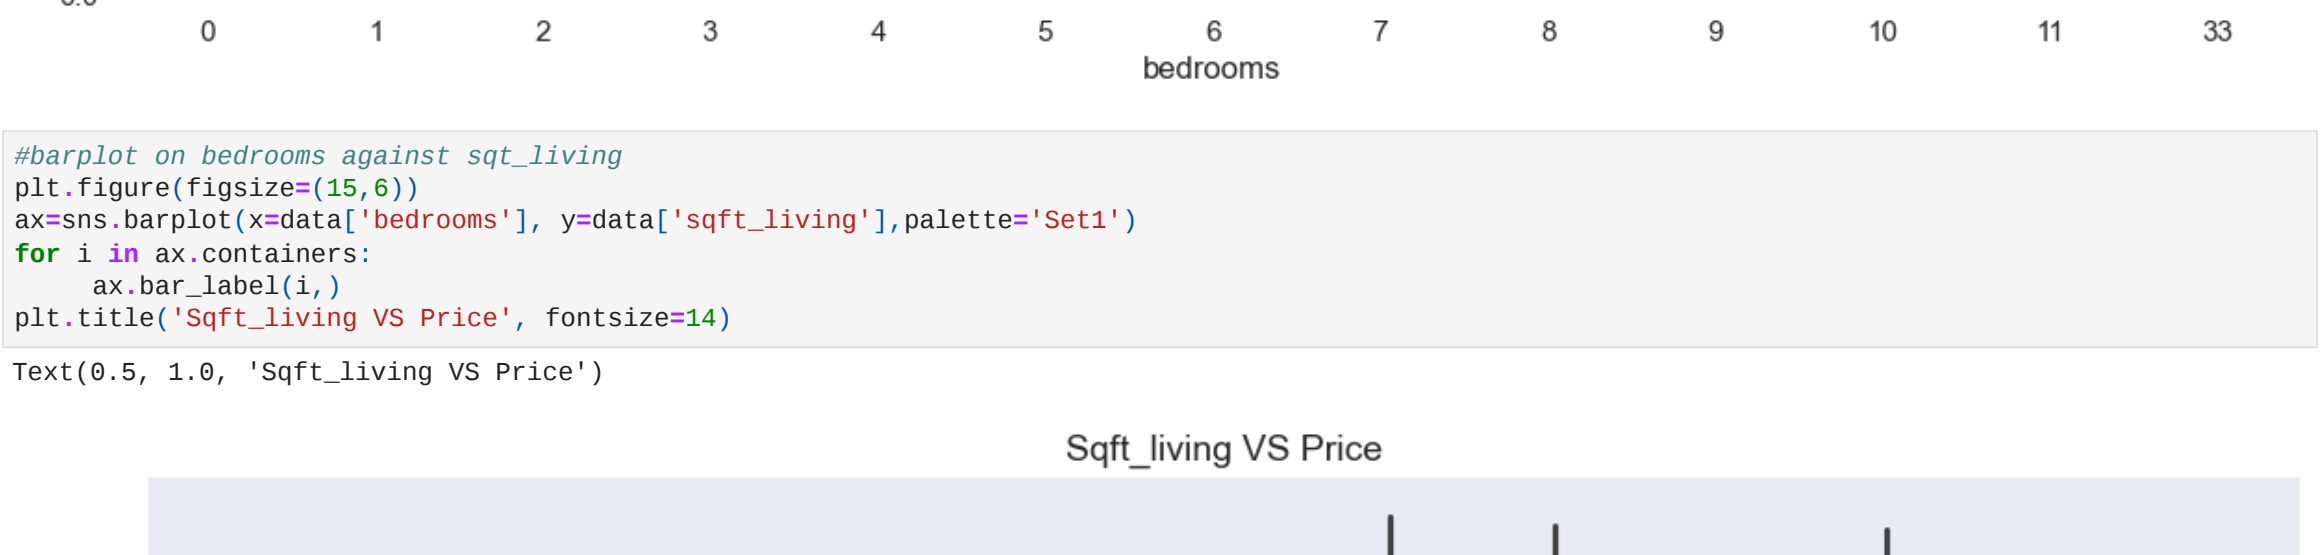 0 1 2 3 4 5 6 7 8 9 10 11 33
bedrooms
#barplot on bedrooms against sqt_living
plt.figure(figsize=(15,6))
ax=sns.barplot(x=data['bedrooms'], y=data['sqft_living'],palette='Set1')
for i in ax.containers:
     ax.bar_label(i,)
plt.title('Sqft_living VS Price', fontsize=14)
Text(0.5, 1.0, 'Sqft_living VS Price')
Sqft_living VS Price